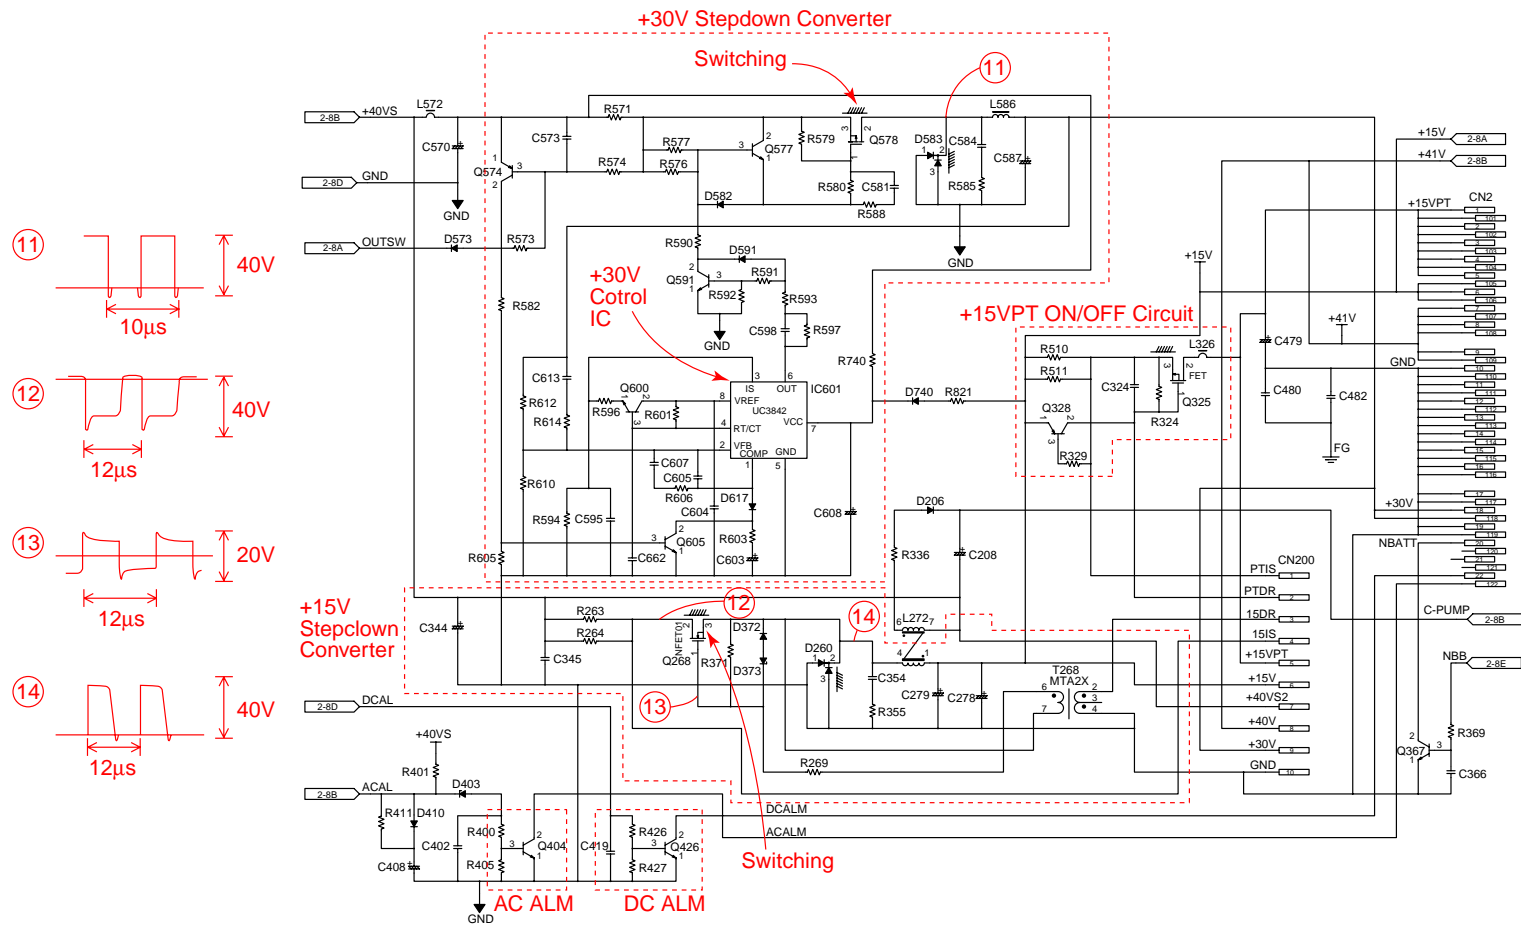 +30V Stepdown Converter
Switching
11
L572
2-8B
+40VS
R571
C570
C573
R577
Q577
R579
Q578
D583
C584
L586
C587
+15V
2-8A
+41V
2-8B
Q574
R574
R576
R580
C581
R585
R588
D582
2-8D
GND
GND
CN2
+15VPT
11
40V
10µs
2-8A
OUTSW
D573
R573
R590
D591
Q591
R591
R592
R593
C598
R597
GND
GND
+15V
R582
+30V
Cotrol
IC
+15VPT ON/OFF Circuit
+41V
C479
GND
R740
R510
R511
L326
FET
C324
Q325
R324
Q328
R329
C480
C482
FG
12
40V
12µs
C613
R612
R614
Q600
R596
R601
IS
OUT
IC601
VREF
UC3842
RT/CT
VCC
VFB
COMP
GND
D740
R821
C607
C605
R606
D617
R610
C604
C608
R594
C595
R603
Q605
C603
R605
C662
D206
R336
C208
+30V
NBATT
13
20V
12µs
CN200
PTIS
PTDR
15DR
15IS
+15VPT
+15V
+40VS2
+40V
+30V
GND
C-PUMP
2-8B
NBB
2-8E
+15V
Stepclown
Converter
C344
R263
R264
C345
NFET01
Q268
12
D372
R371
D373
13
D260
14
L272
C354
R355
C279
C278
T268
MTA2X
14
40V
12µs
2-8D
DCAL
R269
R369
Q367
C366
+40VS
R401
2-8B
ACAL
D403
R411
D410
R400
C402
R405
Q404
C408
C419
R426
R427
Q426
DCALM
ACALM
Switching
AC ALM
DC ALM
GND